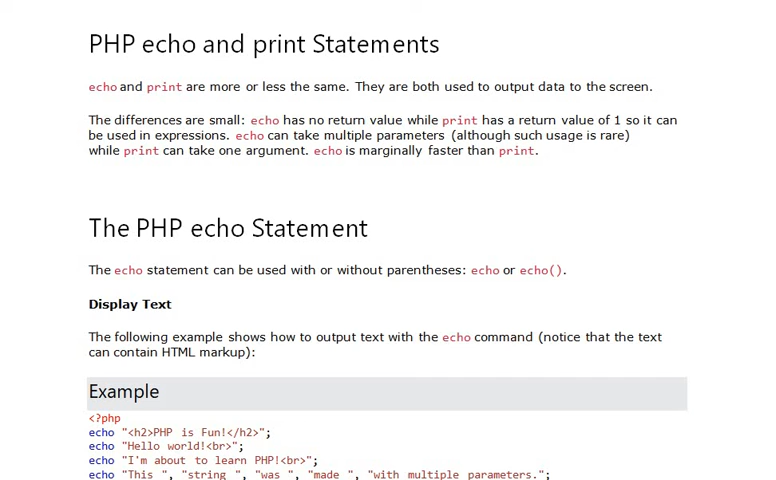 PHP echo and print Statements
echo and print are more or less the same. They are both used to output data to the screen.
The differences are small: echo has no return value while print has a return value of 1 so it can
be used in expressions. echo can take multiple parameters (although such usage is rare)
while print can take one argument. echo is marginally faster than print.
The PHP echo Statement
The echo statement can be used with or without parentheses: echo or echo().
Display Text
The following example shows how to output text with the echo command (notice that the text
can contain HTML markup):
Example
<?php
echo "<h2>PHP is Fun!</h2>";
echo "Hello world!<br>";
echo "I'm about to learn PHP!<br>";
echo "This ", "string ", "was ", "made ", "with multiple parameters.";